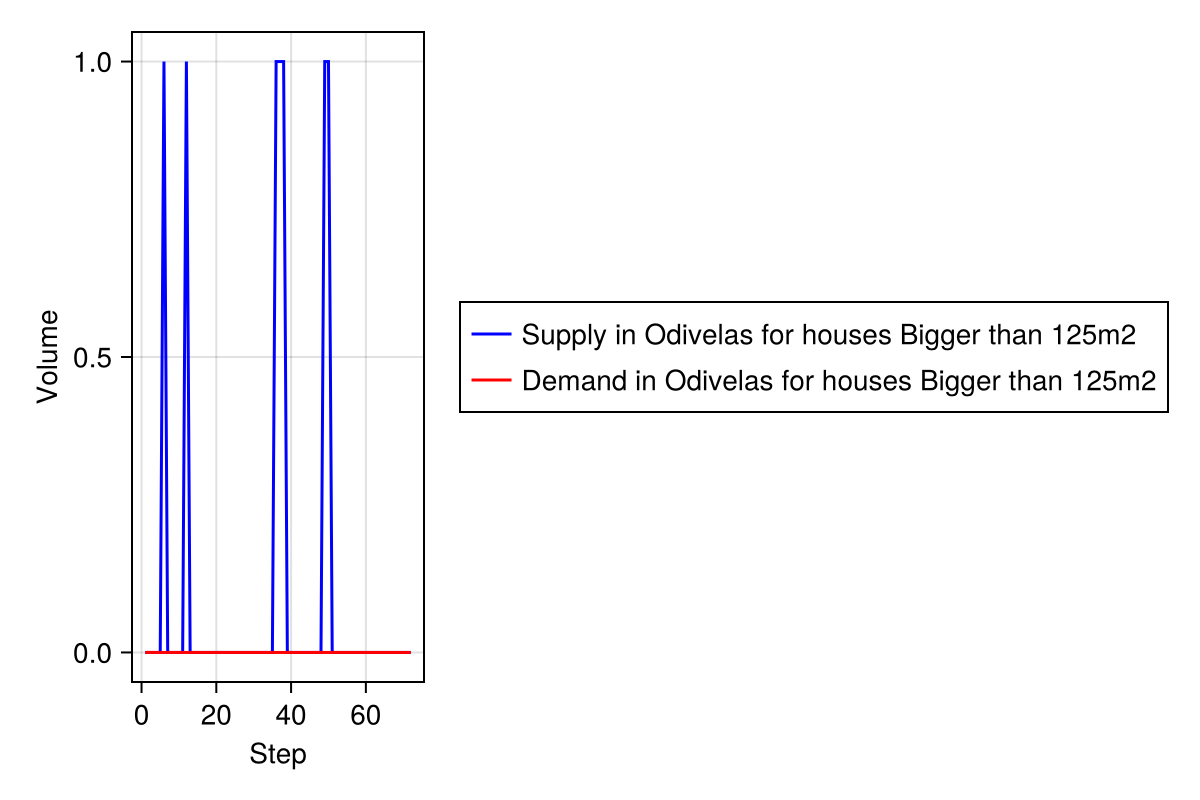 1.0
0.5
0.0
Volume
0 20 40 60
Step
Supply in Odivelas for houses Bigger than 125m2
Demand in Odivelas for houses Bigger than 125m2